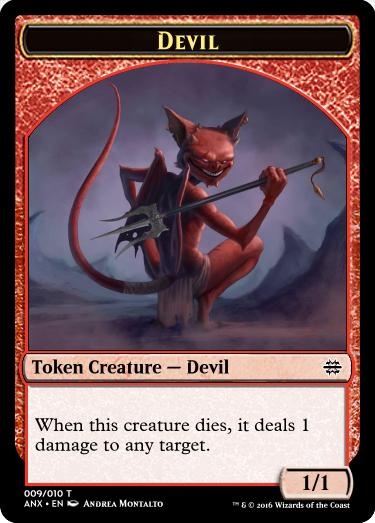 DEVIL
Token Creature — Devil
When this creature dies, it deals 1
damage to any target.
1/1
009/010 T
ANX • EN Andrea Montalto
™ & © 2016 Wizards of the Coast